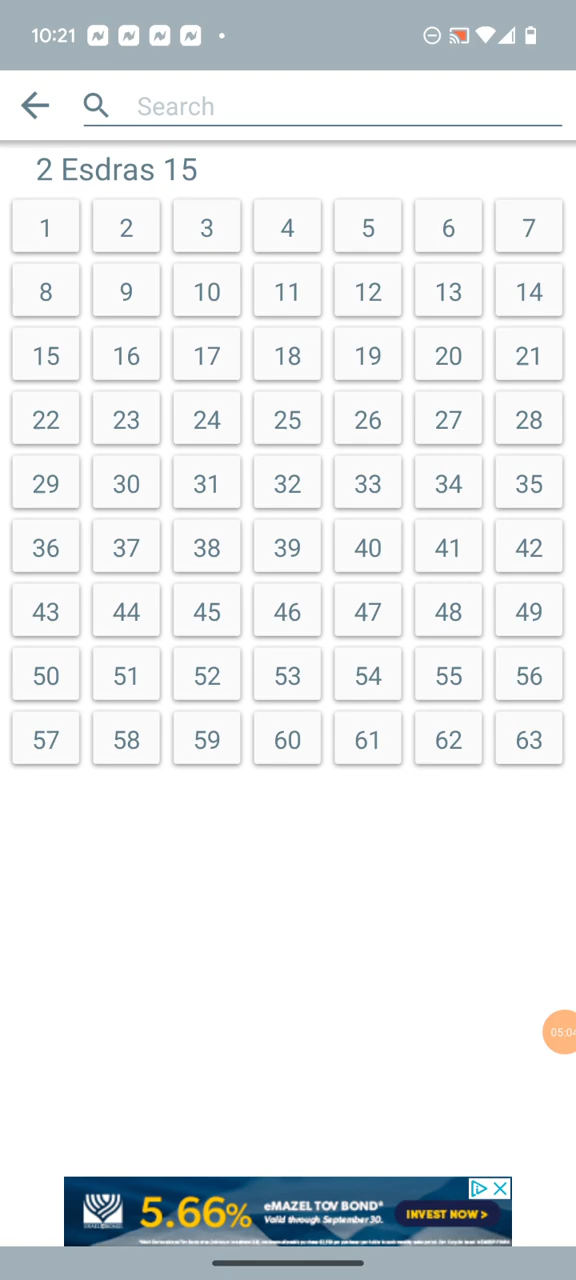 10:21
Search
2 Esdras 15
1 2 3 4 5 6 7
8 9 10 11 12 13 14
15 16 17 18 19 20 21
22 23 24 25 26 27 28
29 30 31 32 33 34 35
36 37 38 39 40 41 42
43 44 45 46 47 48 49
50 51 52 53 54 55 56
57 58 59 60 61 62 63
05:04
5.66% eMAZEL TOV BOND*
Valid through September 30.
INVEST NOW >